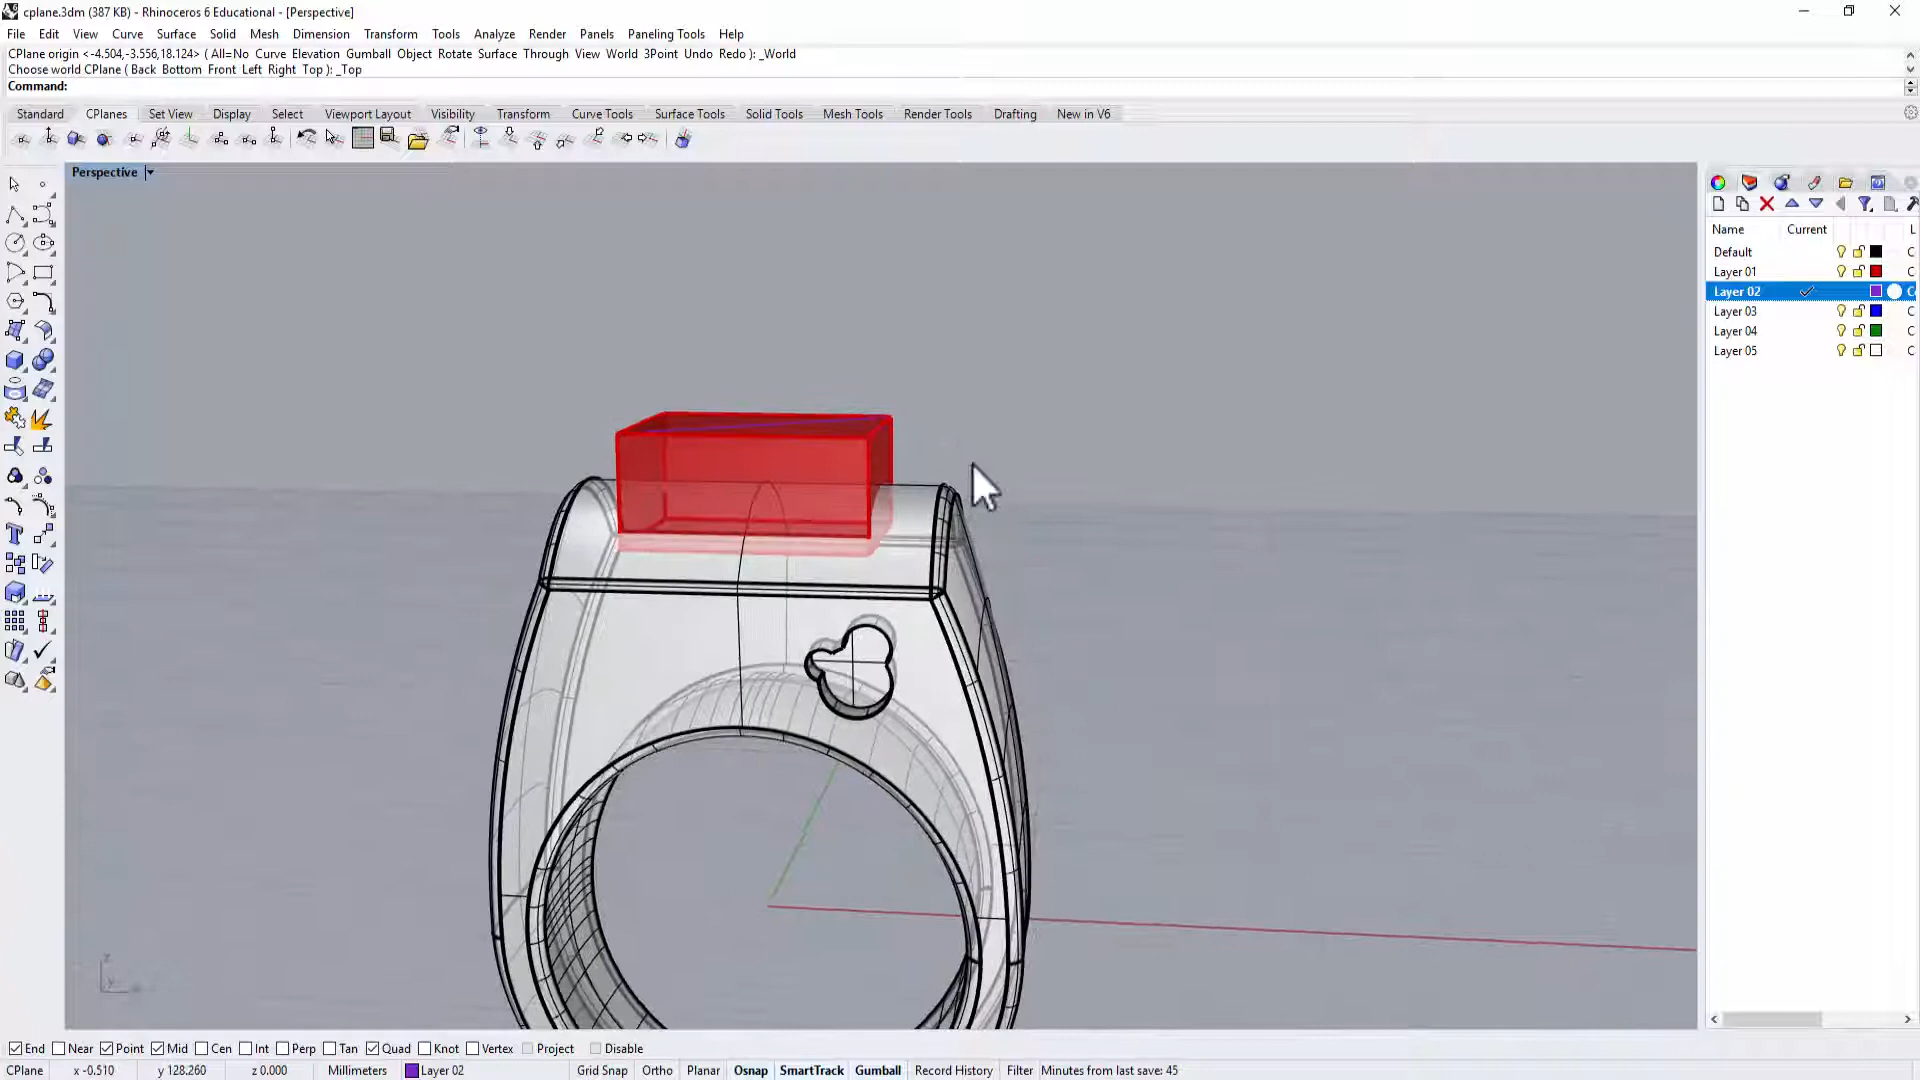 cplane.3dm (387 KB) - Rhinoceros 6 Educational - [Perspective]
File Edit View Curve Surface Solid Mesh Dimension Transform Tools Analyze Render Panels Paneling Tools Help
CPlane origin <-4.504,-3.556,18.124> ( All=No Curve Elevation Gumball Object Rotate Surface Through View World 3Point Undo Redo ): _World
Choose world CPlane ( Back Bottom Front Left Right Top ): _Top
Command:
Standard CPlanes Set View Display Select Viewport Layout Visibility Transform Curve Tools Surface Tools Solid Tools Mesh Tools Render Tools Drafting New in V6
Perspective
Name Current L
Default C
Layer 01 C
Layer 02 C
Layer 03 C
Layer 04 C
Layer 05 C
z
y
End Near Point Mid Cen Int Perp Tan Quad Knot Vertex Project Disable
CPlane x -0.510 y 128.260 z 0.000 Millimeters Layer 02 Grid Snap Ortho Planar Osnap SmartTrack Gumball Record History Filter Minutes from last save: 45